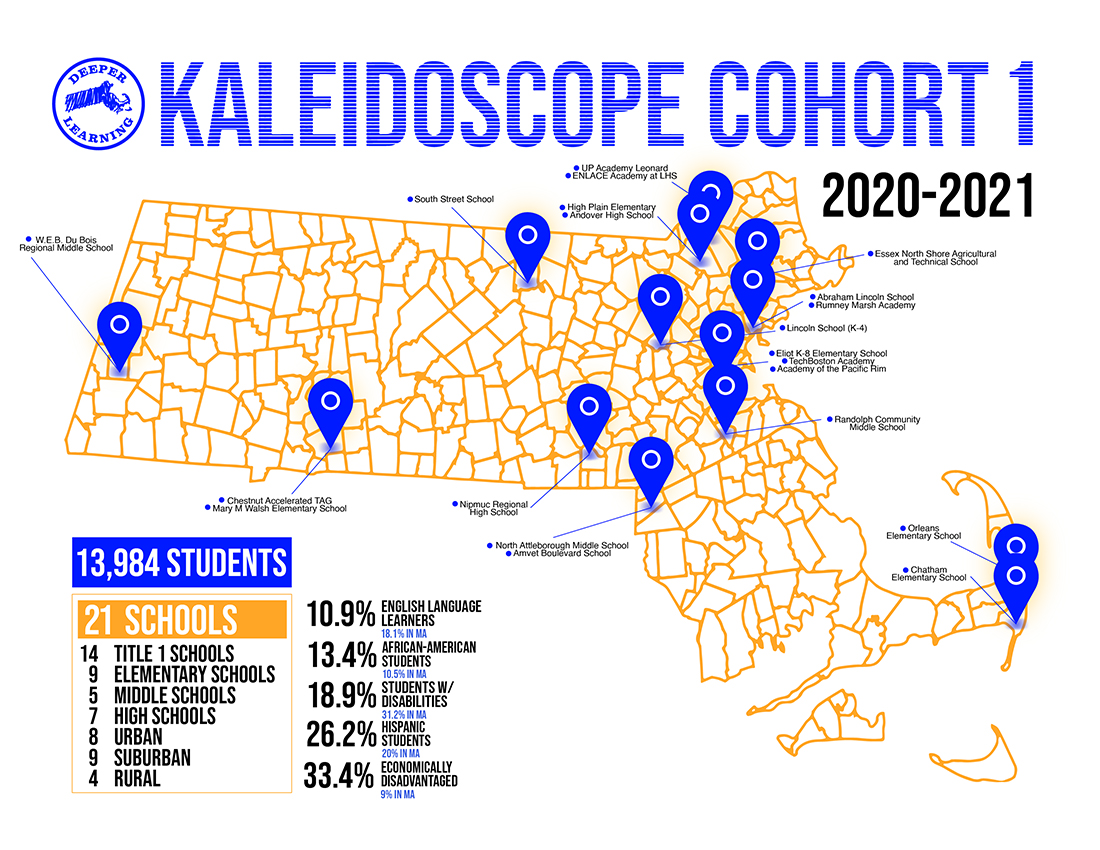 DEEPER
LEARNING
KALEIDOSCOPE COHORT 1
2020-2021
UP Academy Leonard
ENLACE Academy at LHS
South Street School
High Plain Elementary
Andover High School
W.E.B. Du Bois
Regional Middle School
Essex North Shore Agricultural
and Technical School
Abraham Lincoln School
Rumney Marsh Academy
Lincoln School (K-4)
Eliot K-8 Elementary School
TechBoston Academy
Academy of the Pacific Rim
Randolph Community
Middle School
Chestnut Accelerated TAG
Mary M Walsh Elementary School
Nipmuc Regional
High School
North Attleborough Middle School
Amvet Boulevard School
Orleans
Elementary School
Chatham
Elementary School
13,984 STUDENTS
21 SCHOOLS
14 TITLE 1 SCHOOLS
9 ELEMENTARY SCHOOLS
5 MIDDLE SCHOOLS
7 HIGH SCHOOLS
8 URBAN
9 SUBURBAN
4 RURAL
10.9% ENGLISH LANGUAGE
LEARNERS
18.1% IN MA
13.4% AFRICAN-AMERICAN
STUDENTS
10.5% IN MA
18.9% STUDENTS W/
DISABILITIES
31.2% IN MA
26.2% HISPANIC
STUDENTS
20% IN MA
33.4% ECONOMICALLY
DISADVANTAGED
9% IN MA